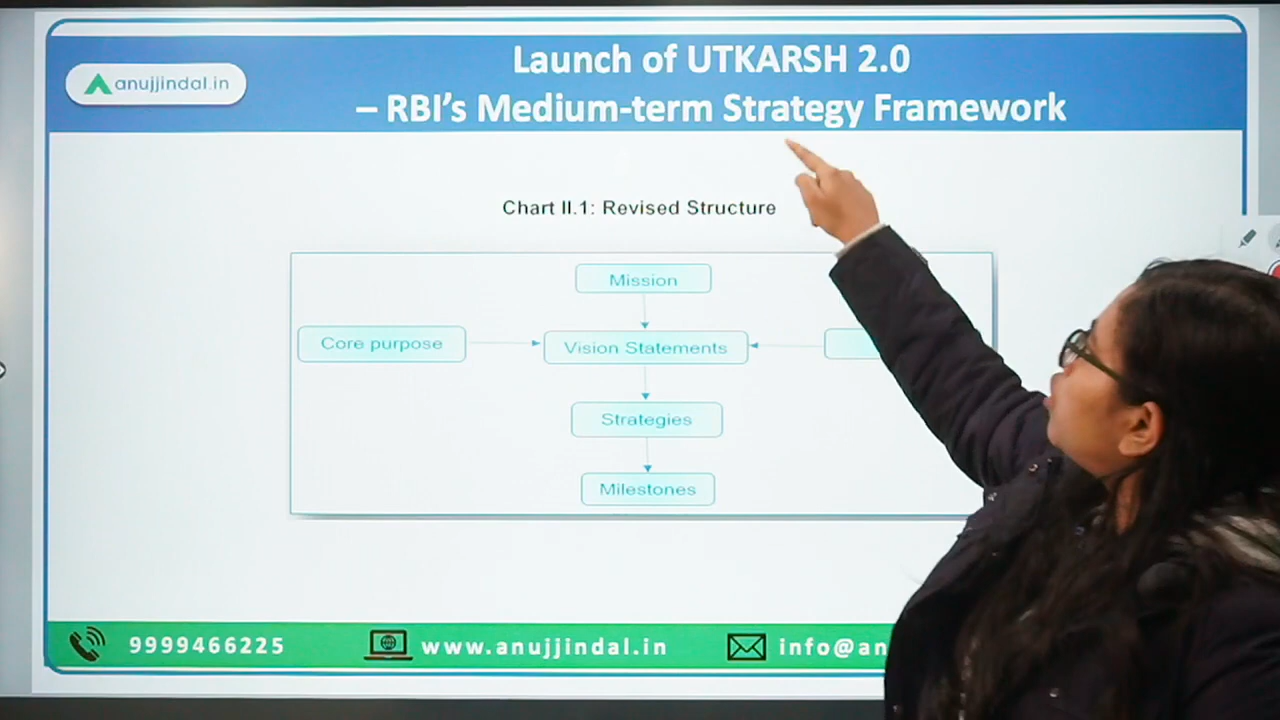 anujjindal.in
Launch of UTKARSH 2.0
– RBI’s Medium-term Strategy Framework
Chart II.1: Revised Structure
Mission
Core purpose
Vision Statements
Strategies
Milestones
9999466225
www.anujjindal.in
info@an